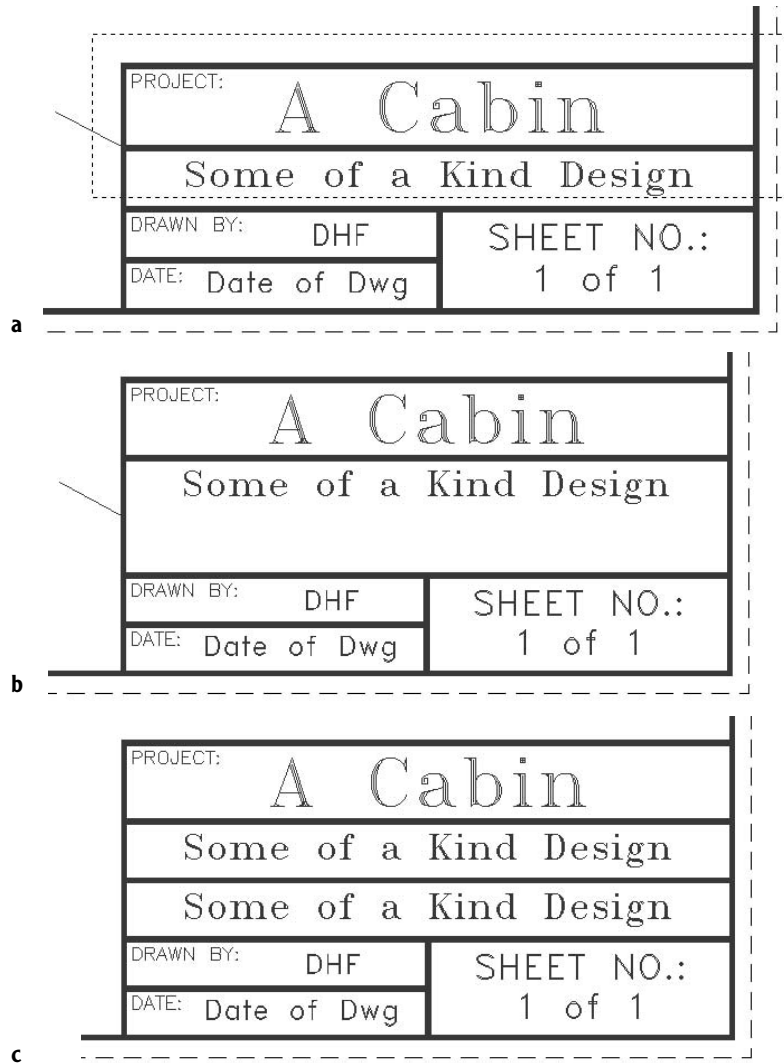 PROJECT:
A Cabin
Some of a Kind Design
DRAWN BY: DHF
SHEET NO.:
1 of 1
DATE: Date of Dwg
a
PROJECT:
A Cabin
Some of a Kind Design
DRAWN BY: DHF
SHEET NO.:
1 of 1
DATE: Date of Dwg
b
PROJECT:
A Cabin
Some of a Kind Design
Some of a Kind Design
DRAWN BY: DHF
SHEET NO.:
1 of 1
DATE: Date of Dwg
c